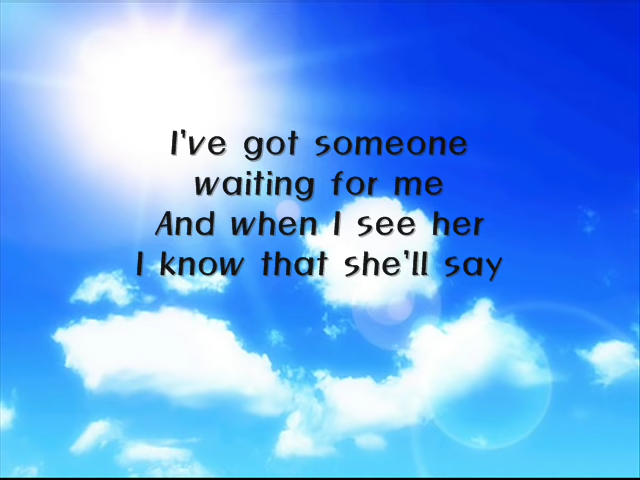 I've got someone
waiting for me
And when I see her
I know that she'll say